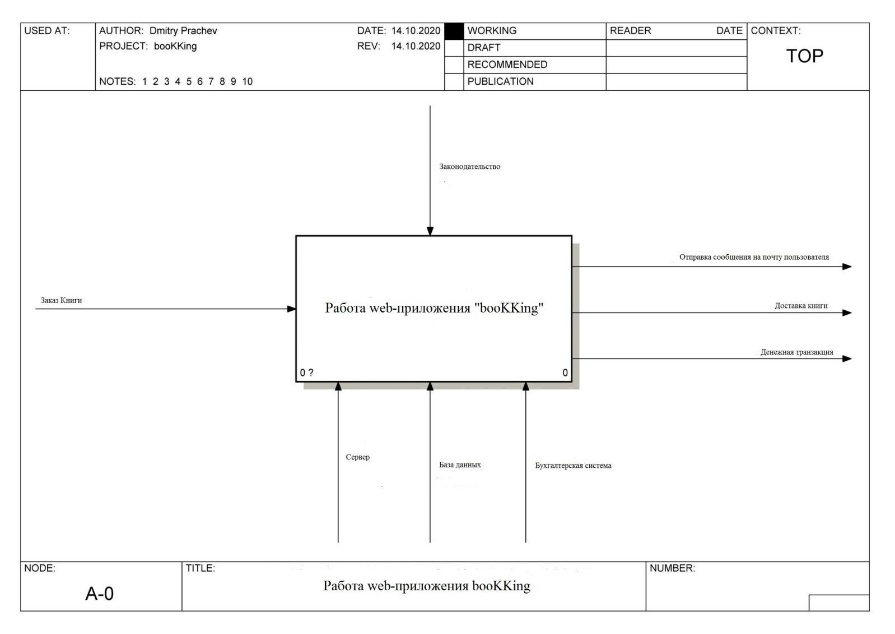 USED AT:
AUTHOR: Dmitry Prachev
DATE: 14.10.2020
WORKING
READER
DATE
CONTEXT:
PROJECT: booKKing
REV: 14.10.2020
DRAFT
TOP
RECOMMENDED
NOTES: 1 2 3 4 5 6 7 8 9 10
PUBLICATION
Законодательство
Отправка сообщения на почту пользователя
Заказ Книги
Работа web-приложения "booKKing"
Доставка книги
Денежная транзакция
0 ?
0
Сервер
База данных
Бухгалтерская система
NODE:
TITLE:
NUMBER:
A-0
Работа web-приложения booKKing